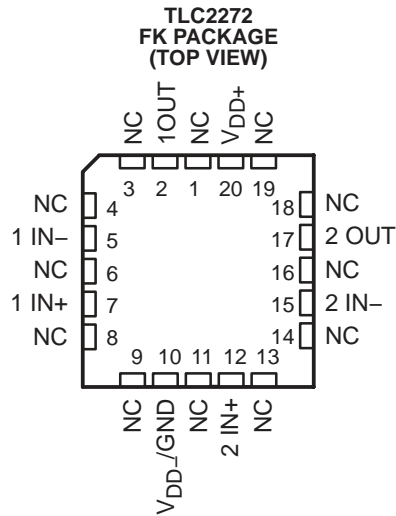 TLC2272
FK PACKAGE
(TOP VIEW)
NC
1OUT
NC
VDD+
NC
3 2 1 20 19
NC 4
1 IN− 5
NC 6
1 IN+ 7
NC 8
18 NC
17 2 OUT
16 NC
15 2 IN−
14 NC
9 10 11 12 13
NC
VDD−/GND
NC
2 IN+
NC